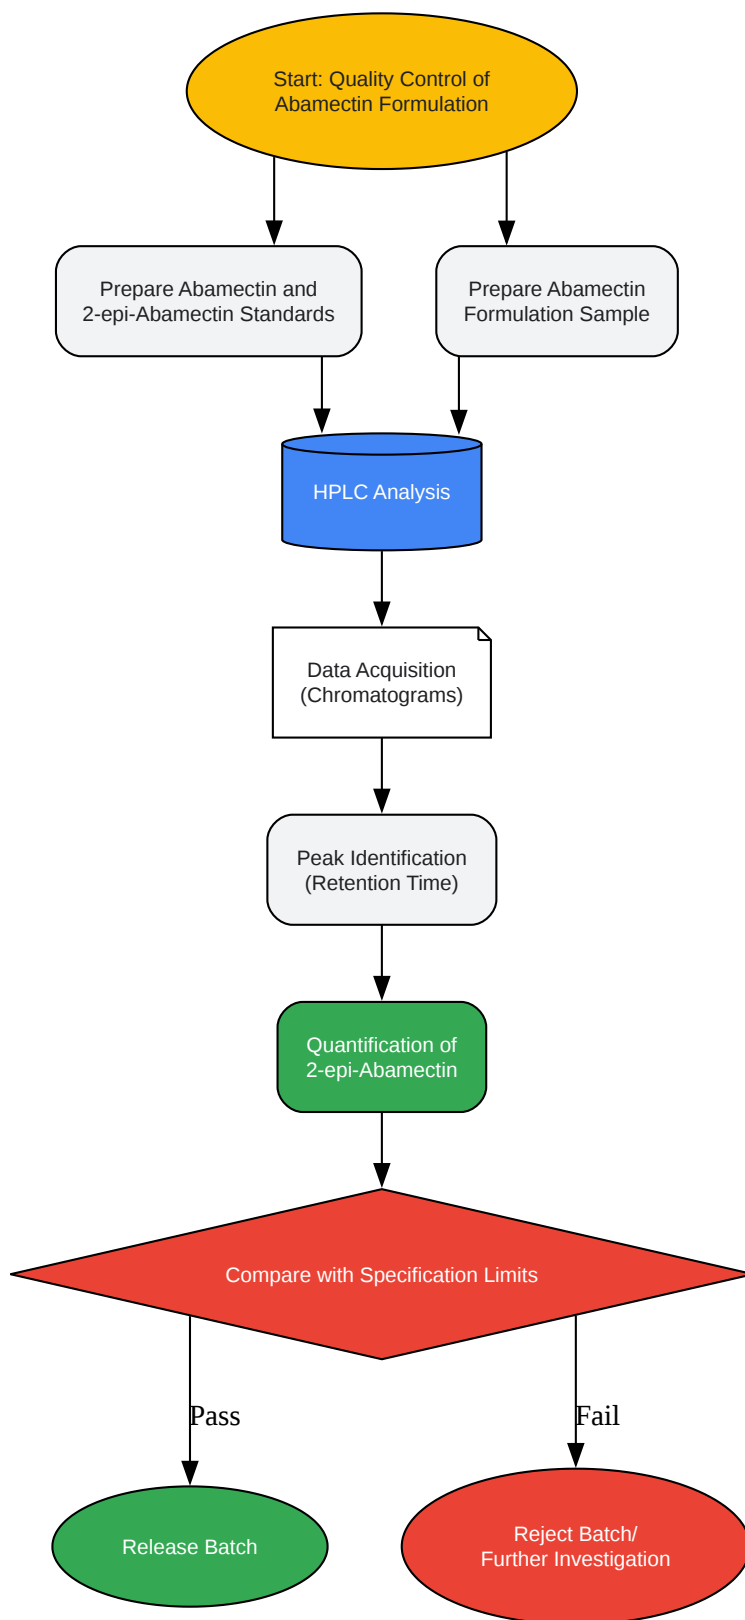 Start: Quality Control of
Abamectin Formulation
Prepare Abamectin and
2-epi-Abamectin Standards
Prepare Abamectin
Formulation Sample
HPLC Analysis
Data Acquisition
(Chromatograms)
Peak Identification
(Retention Time)
Quantification of
2-epi-Abamectin
Compare with Specification Limits
Pass
Fail
Release Batch
Reject Batch/
Further Investigation